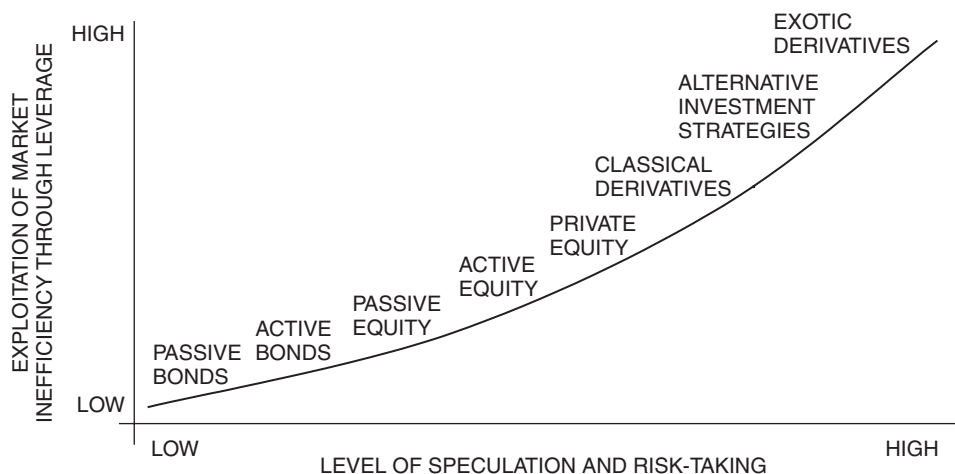 HIGH
EXPLOITATION OF MARKET
INEFFICIENCY THROUGH LEVERAGE
LOW
EXOTIC
DERIVATIVES
ALTERNATIVE
INVESTMENT
STRATEGIES
CLASSICAL
DERIVATIVES
PRIVATE
EQUITY
ACTIVE
EQUITY
PASSIVE
EQUITY
ACTIVE
BONDS
PASSIVE
BONDS
LOW
HIGH
LEVEL OF SPECULATION AND RISK-TAKING